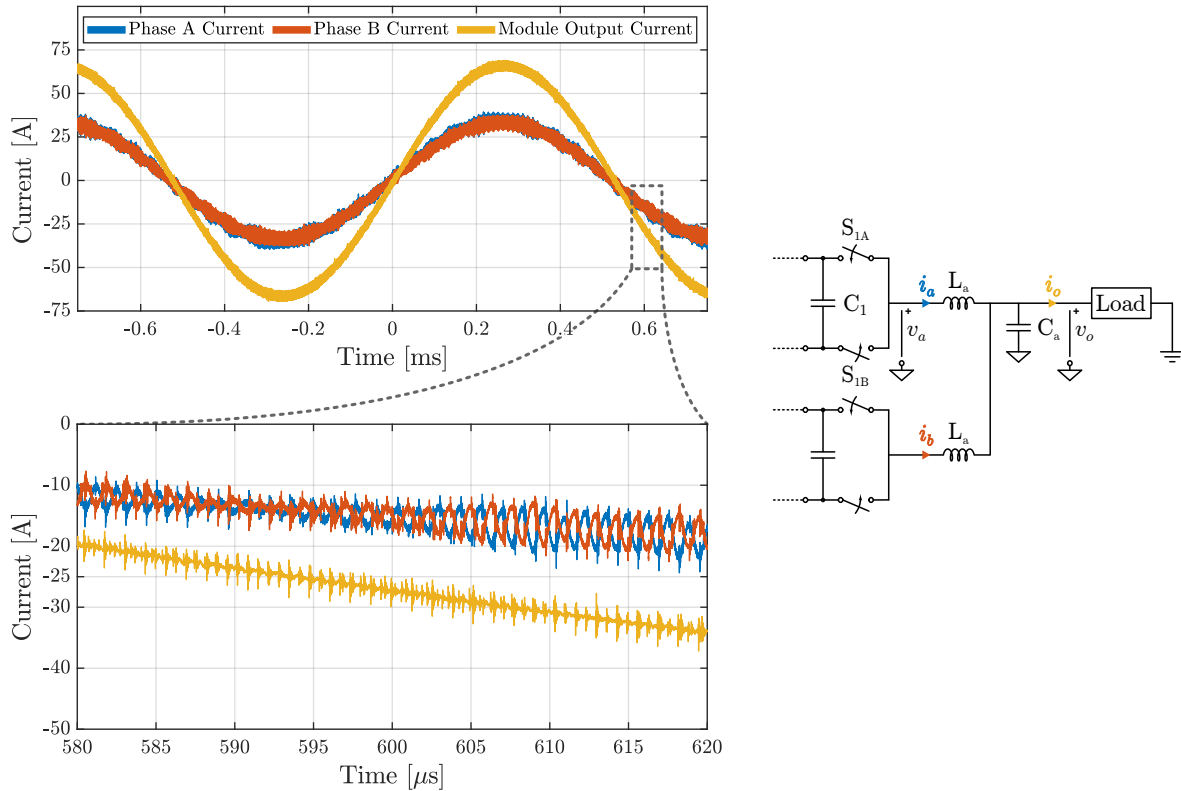 Phase A Current Phase B Current Module Output Current
75
50
25
0
-25
-50
-75
Current [A]
-0.6 -0.4 -0.2 0 0.2 0.4 0.6
Time [ms]
0
-10
-20
-25
-30
-40
-50
Current [A]
580 585 590 595 600 605 610 615 620
Time [μs]
S1A
C1
ia
La
io
Load
va
Ca
vo
S1B
ib
La